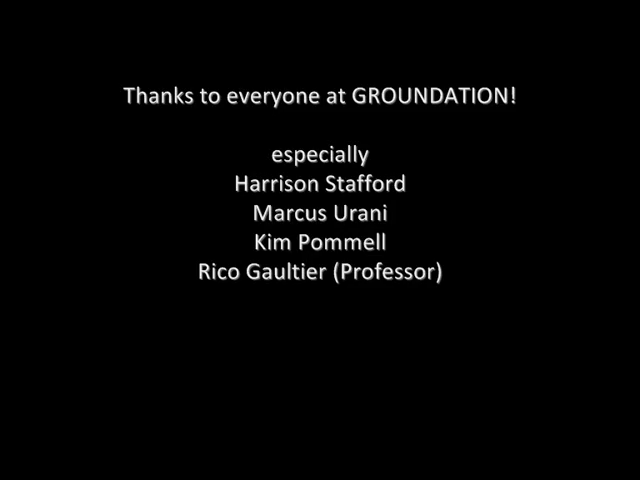 Thanks to everyone at GROUNDATION!
especially
Harrison Stafford
Marcus Urani
Kim Pommell
Rico Gaultier (Professor)